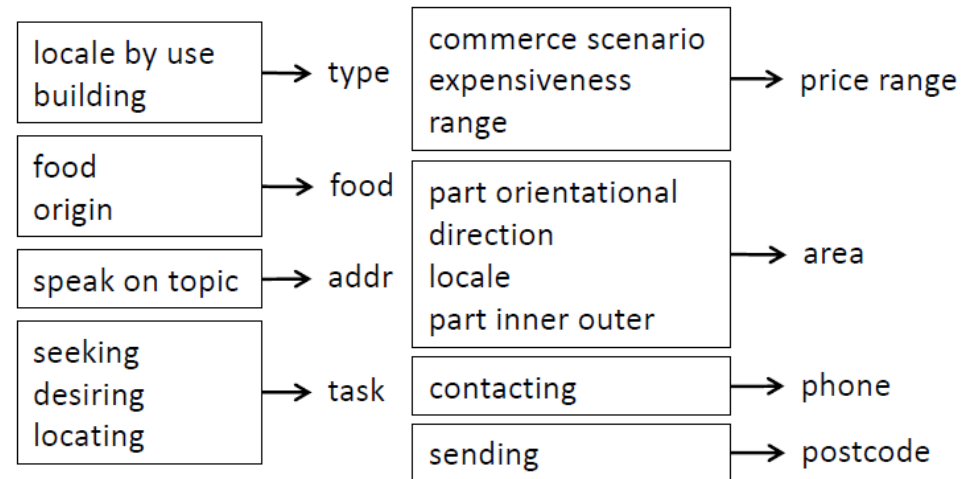 locale by use
building
type
food
origin
food
speak on topic
addr
seeking
desiring
locating
task
commerce scenario
expensiveness
range
price range
part orientational
direction
locale
part inner outer
area
contacting
phone
sending
postcode